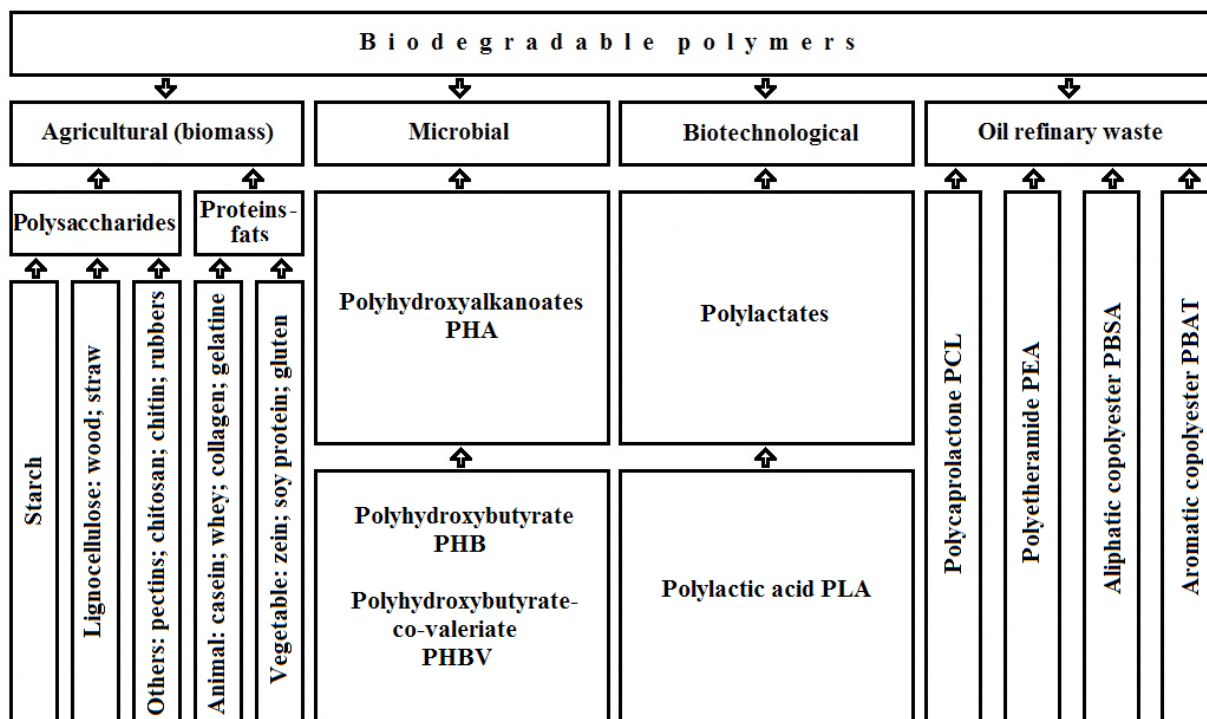 Biodegradable polymers
Agricultural (biomass)
Microbial
Biotechnological
Oil refinary waste
Polysaccharides
Proteins-
fats
Starch
Lignocellulose: wood; straw
Others: pectins; chitosan; chitin; rubbers
Animal: casein; whey; collagen; gelatine
Vegetable: zein; soy protein; gluten
Polyhydroxyalkanoates
PHA
Polyhydroxybutyrate
PHB
Polyhydroxybutyrate-
co-valeriate
PHBV
Polylactates
Polylactic acid PLA
Polycaprolactone PCL
Polyetheramide PEA
Aliphatic copolyester PBSA
Aromatic copolyester PBAT